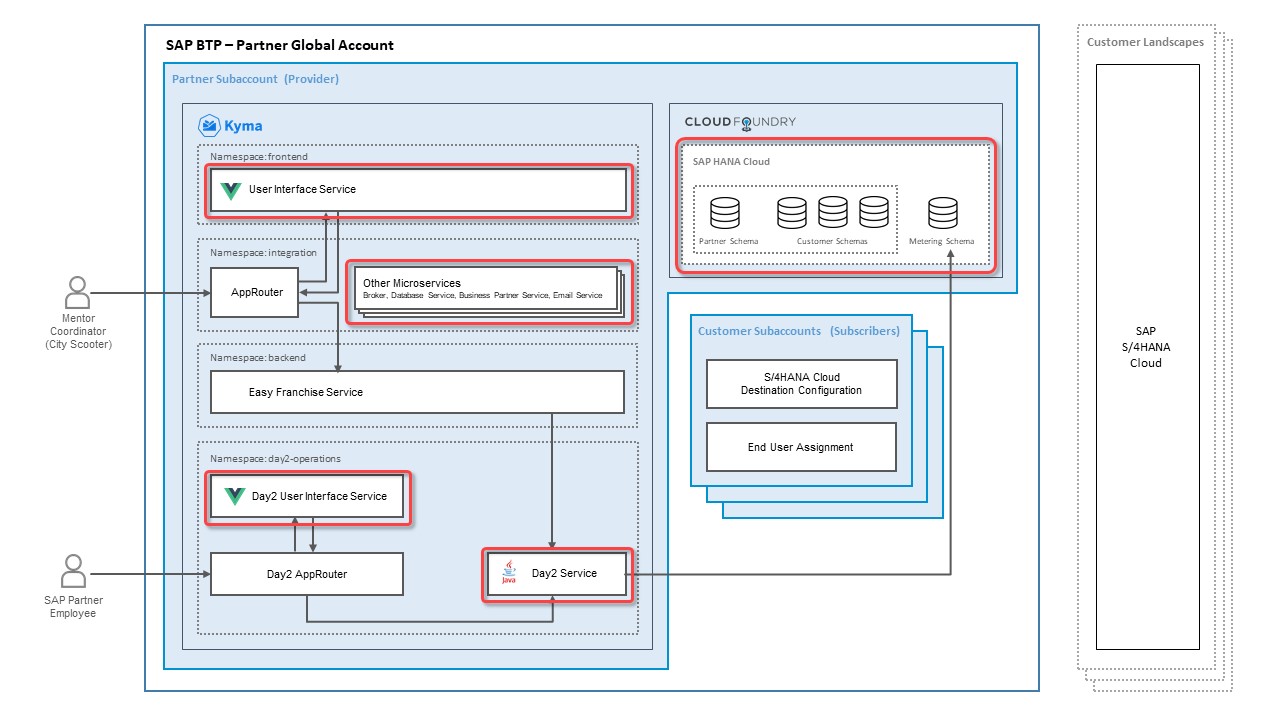 SAP BTP – Partner Global Account
Customer Landscapes
Partner Subaccount (Provider)
Kyma
CLOUD FOUNDRY
Namespace: frontend
User Interface Service
SAP HANA Cloud
Partner Schema
Customer Schemas
Metering Schema
Namespace: integration
AppRouter
Other Microservices
Broker, Database Service, Business Partner Service, Email Service
Mentor
Coordinator
(City Scooter)
Namespace: backend
Easy Franchise Service
Customer Subaccounts (Subscribers)
S/4HANA Cloud
Destination Configuration
End User Assignment
SAP
S/4HANA
Cloud
Namespace: day2-operations
Day2 User Interface Service
Day2 AppRouter
Java
Day2 Service
SAP Partner
Employee